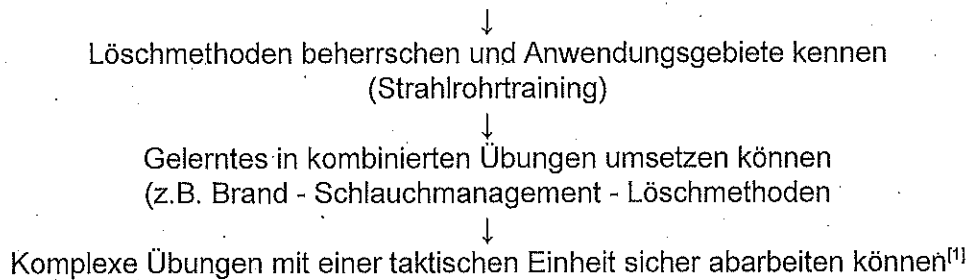 ↓
Löschmethoden beherrschen und Anwendungsgebiete kennen
(Strahlrohrtraining)
↓
Gelerntes in kombinierten Übungen umsetzen können
(z.B. Brand - Schlauchmanagement - Löschmethoden
↓
Komplexe Übungen mit einer taktischen Einheit sicher abarbeiten können[1]